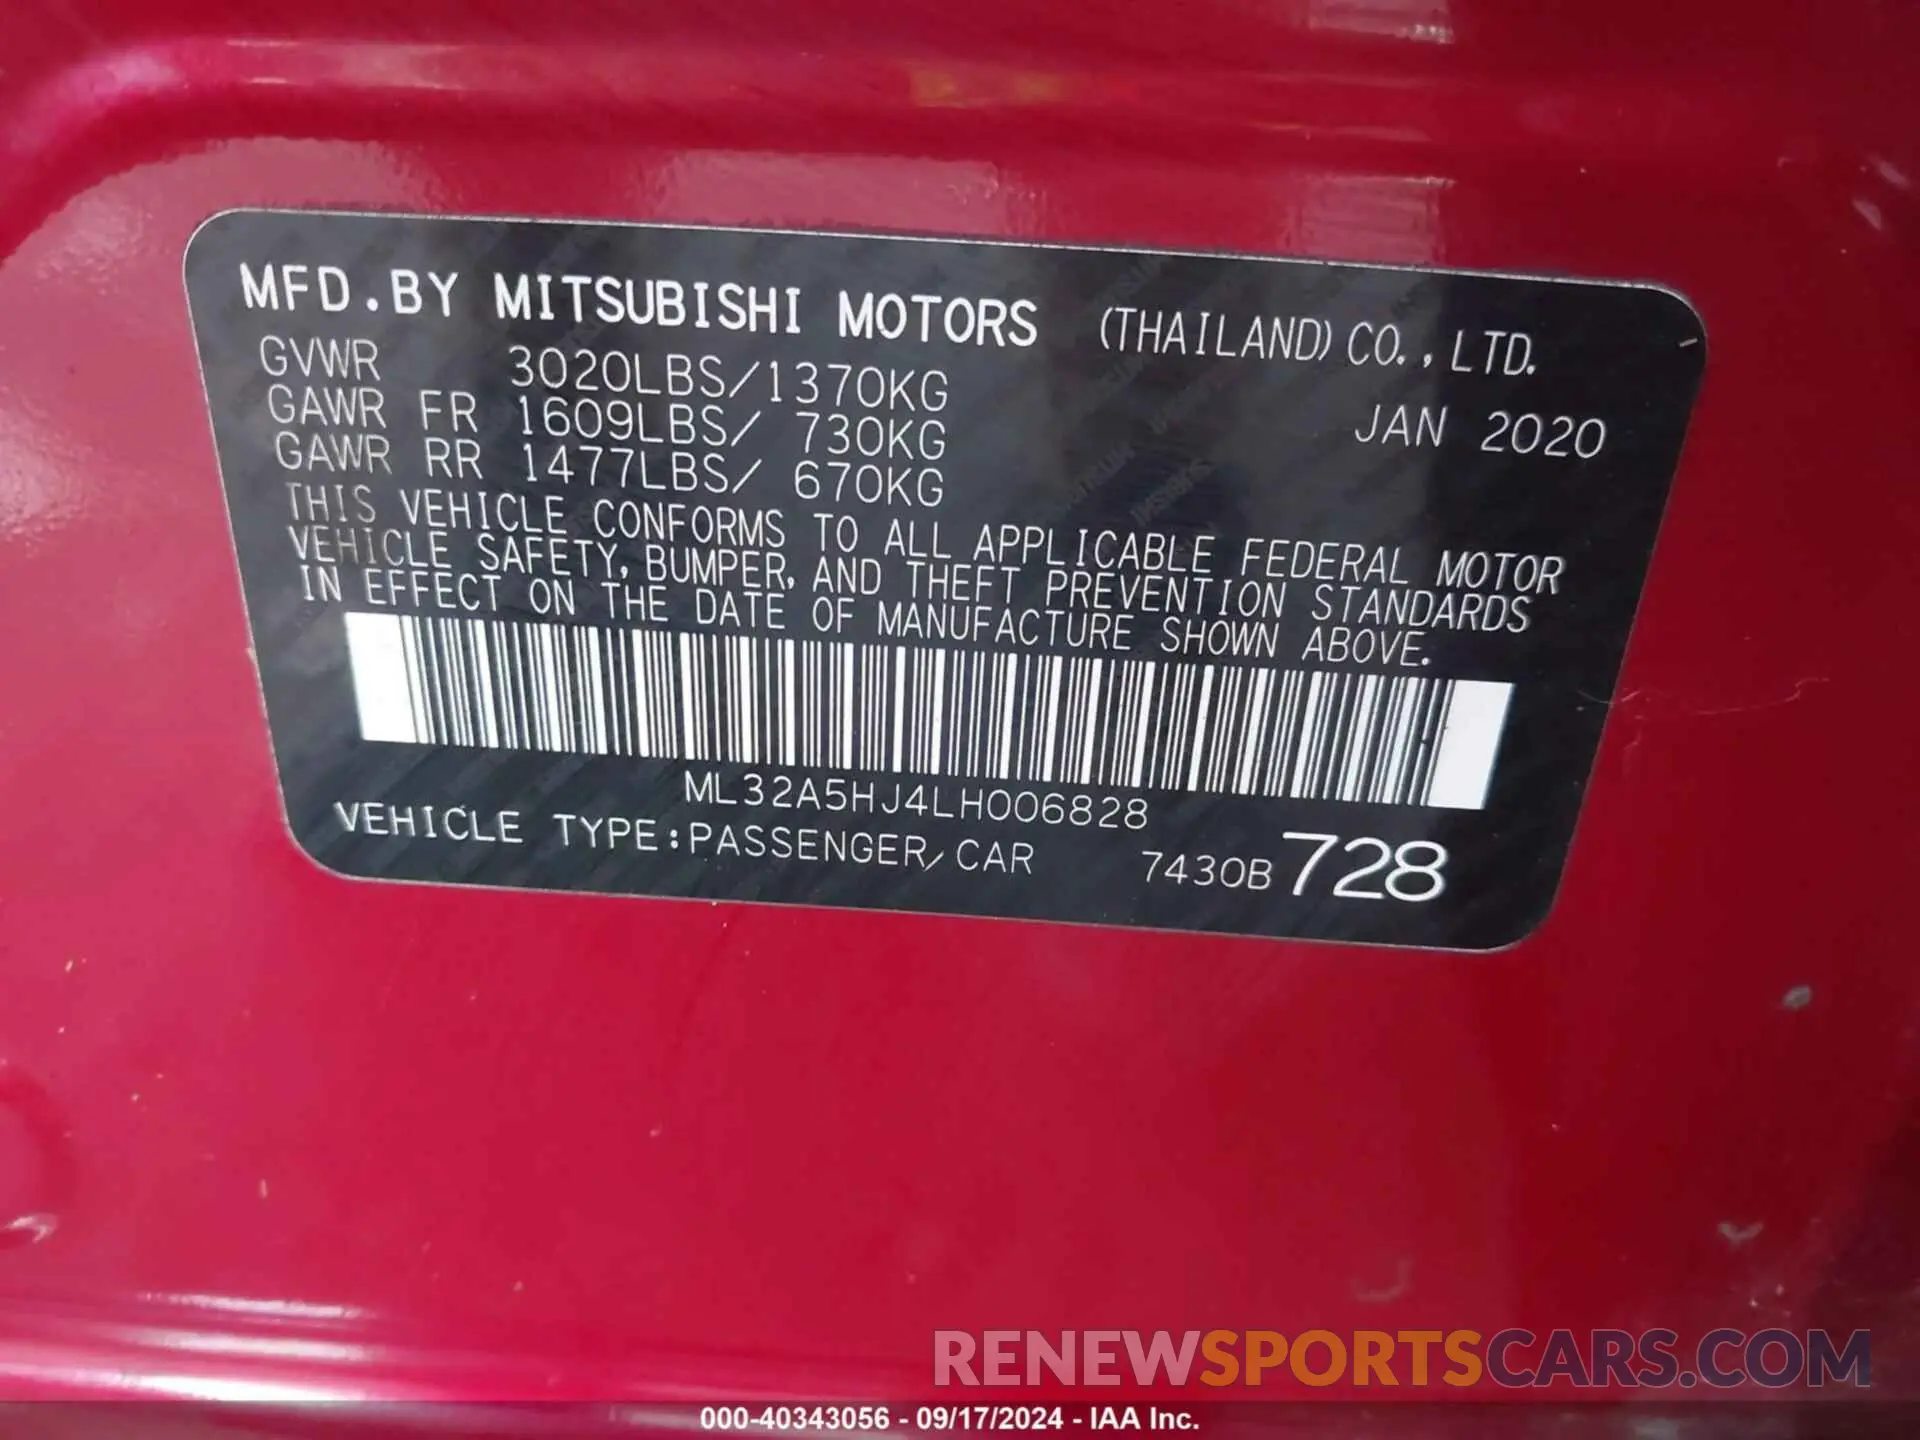 MFD.BY MITSUBISHI MOTORS (THAILAND) CO.,LTD.
GVWR 3020LBS/1370KG
GAWR FR 1609LBS/ 730KG JAN 2020
GAWR RR 1477LBS/ 670KG
THIS VEHICLE CONFORMS TO ALL APPLICABLE FEDERAL MOTOR
VEHICLE SAFETY, BUMPER, AND THEFT PREVENTION STANDARDS
IN EFFECT ON THE DATE OF MANUFACTURE SHOWN ABOVE.
ML32A5HJ4LH006828
VEHICLE TYPE:PASSENGER/CAR 7430B 728
RENEWSPORTSCARS.COM
000-40343056 - 09/17/2024 - IAA Inc.